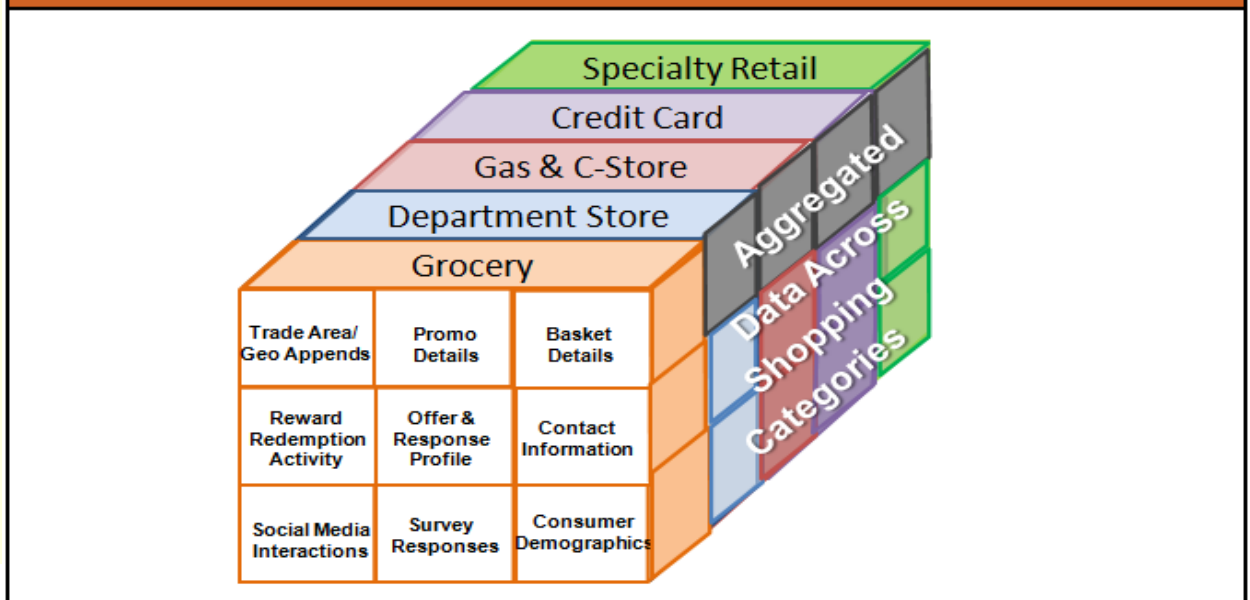 Specialty Retail
Credit Card
Gas & C-Store
Department Store
Grocery
Trade Area/
Geo Appends
Promo
Details
Basket
Details
Reward
Redemption
Activity
Offer &
Response
Profile
Contact
Information
Social Media
Interactions
Survey
Responses
Consumer
Demographics
Aggregated
Data Across
Shopping
Categories